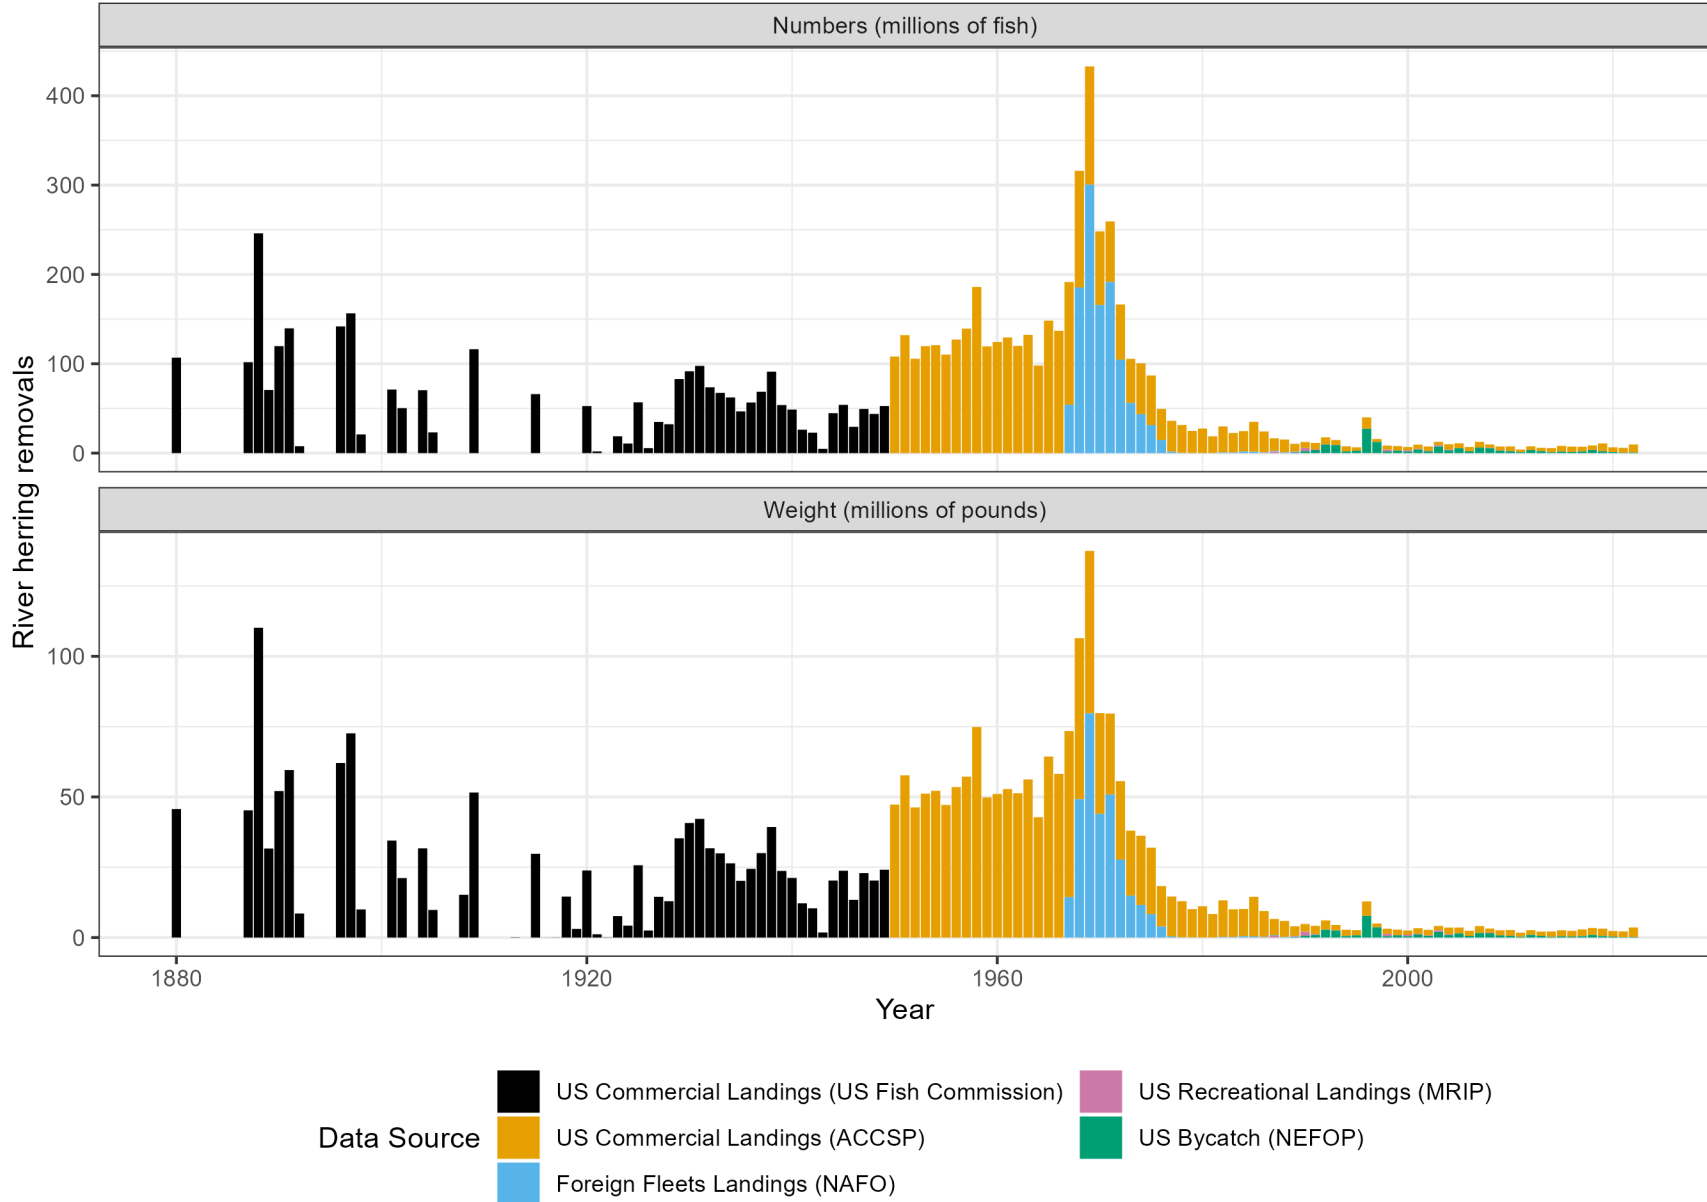 Numbers (millions of fish)
400
300
200
100
0
River herring removals
Weight (millions of pounds)
100
50
0
1880 1920 1960 2000
Year
Data Source
US Commercial Landings (US Fish Commission)
US Commercial Landings (ACCSP)
Foreign Fleets Landings (NAFO)
US Recreational Landings (MRIP)
US Bycatch (NEFOP)